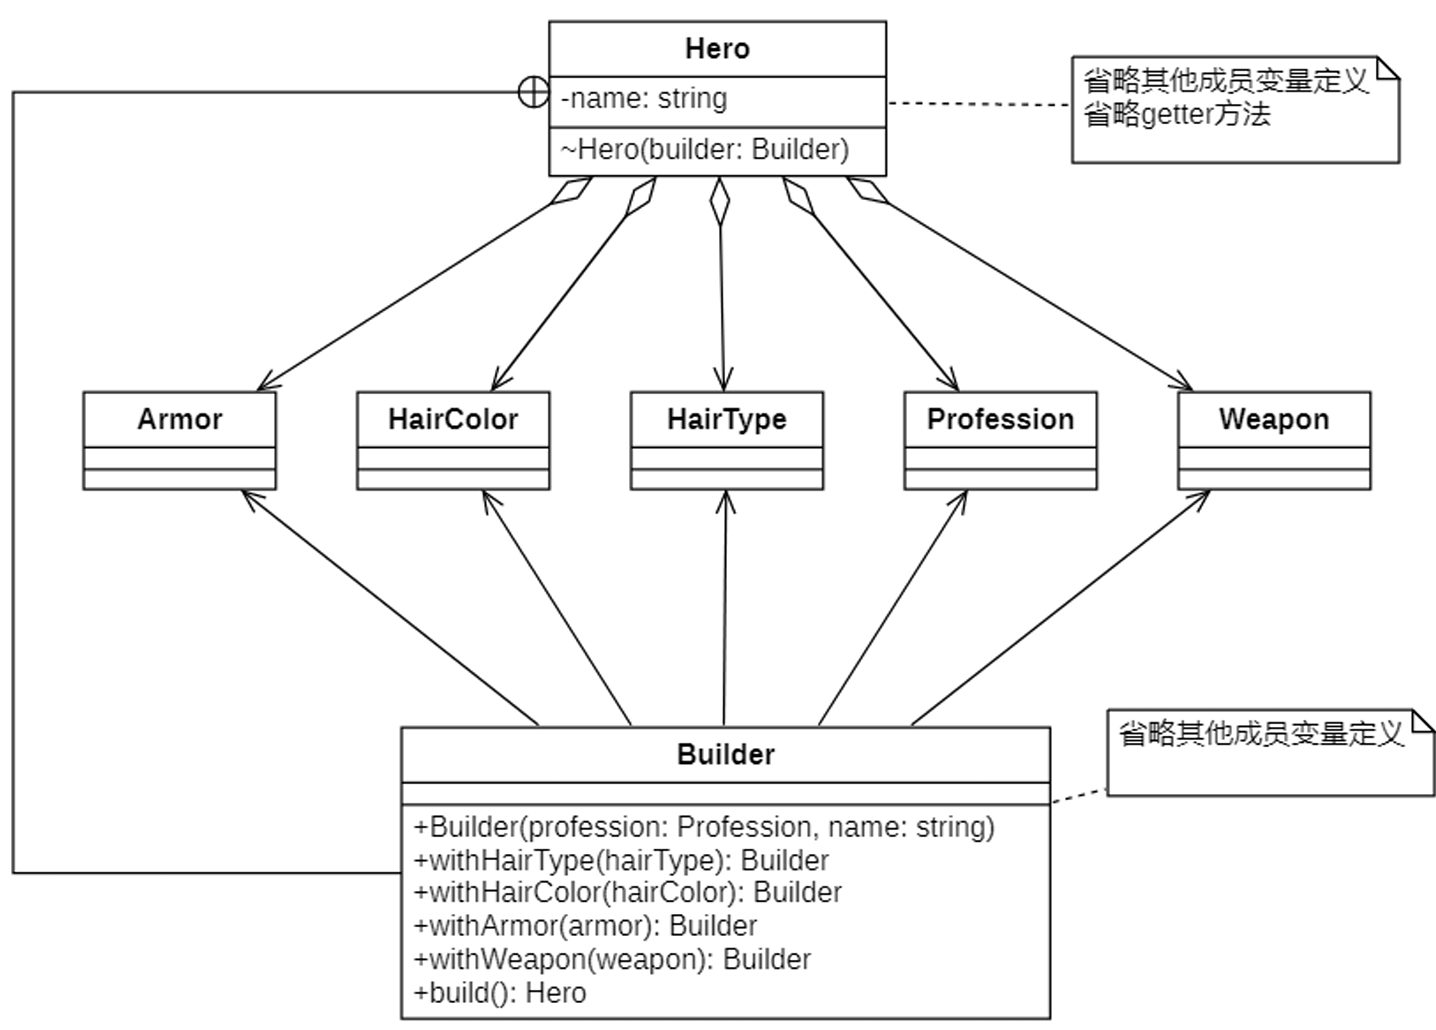 Hero
-name: string
~Hero(builder: Builder)
省略其他成员变量定义
省略getter方法
Armor
HairColor
HairType
Profession
Weapon
Builder
+Builder(profession: Profession, name: string)
+withHairType(hairType): Builder
+withHairColor(hairColor): Builder
+withArmor(armor): Builder
+withWeapon(weapon): Builder
+build(): Hero
省略其他成员变量定义